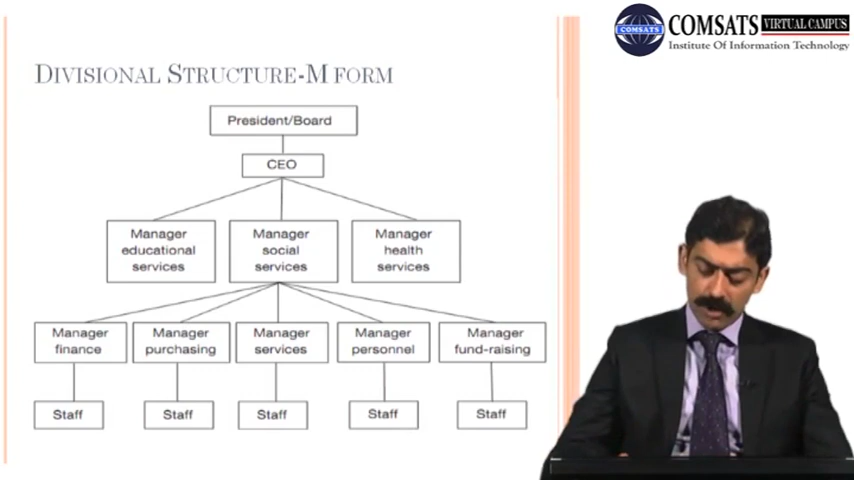 COMSATS VIRTUAL CAMPUS
COMSATS
Institute Of Information Technology
DIVISIONAL STRUCTURE-M FORM
President/Board
CEO
Manager
educational
services
Manager
social
services
Manager
health
services
Manager
finance
Manager
purchasing
Manager
services
Manager
personnel
Manager
fund-raising
Staff
Staff
Staff
Staff
Staff